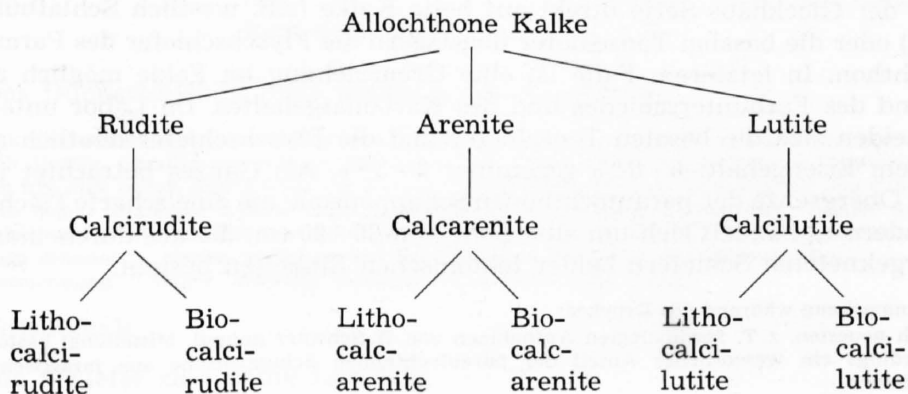 Allochthone Kalke
Rudite Arenite Lutite
Calcirudite Calcarenite Calcilutite
Litho– Bio– Litho– Bio– Litho– Bio–
calci– calci– calc– calc– calci– calci–
rudite rudite arenite arenite lutite lutite